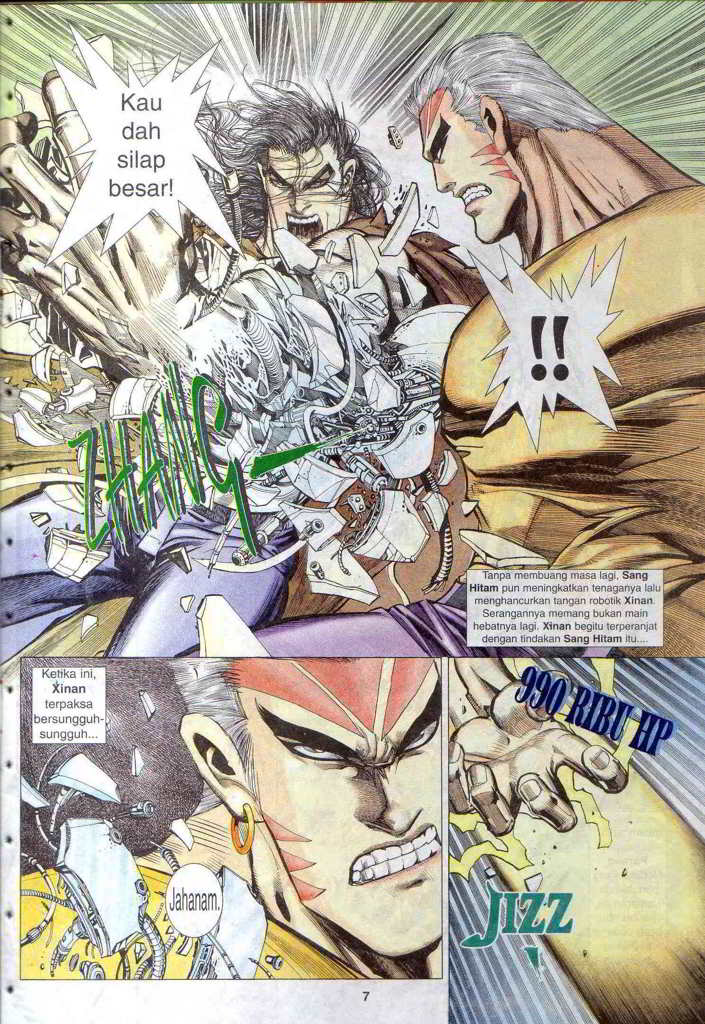 Kau
dah
silap
besar!
!!
ZHANG
Tanpa membuang masa lagi, Sang
Hitam pun meningkatkan tenaganya lalu
menghancurkan tangan robotik Xinan.
Serangannya memang bukan main
hebatnya lagi. Xinan begitu terperanjat
dengan tindakan Sang Hitam itu....
Ketika ini,
Xinan
terpaksa
bersungguh-
sungguh...
Jahanam.
990 RIBU HP
JIZZ
7